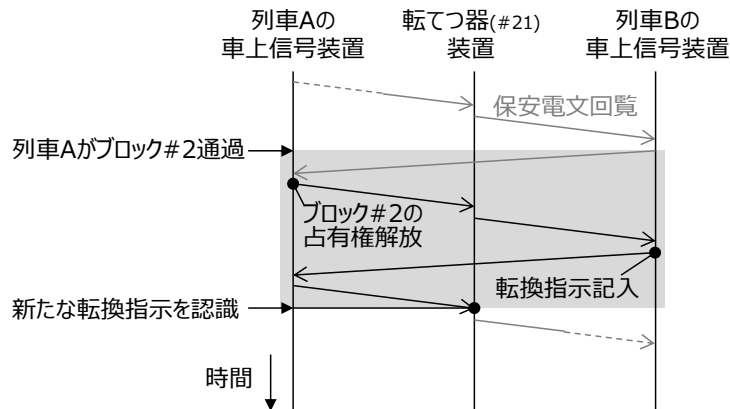 列車Aの
車上信号装置
転てつ器(#21)
装置
列車Bの
車上信号装置
保安電文回覧
列車Aがブロック#2通過
ブロック#2の
占有権解放
転換指示記入
新たな転換指示を認識
時間